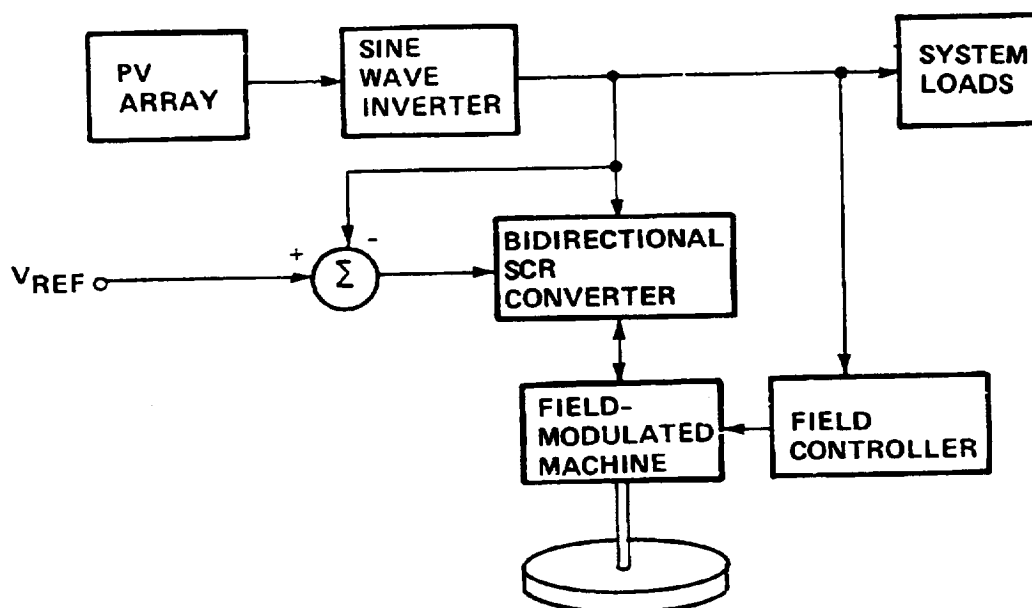 PV
ARRAY
SINE
WAVE
INVERTER
SYSTEM
LOADS
VREF
+
-
Σ
BIDIRECTIONAL
SCR
CONVERTER
FIELD-
MODULATED
MACHINE
FIELD
CONTROLLER